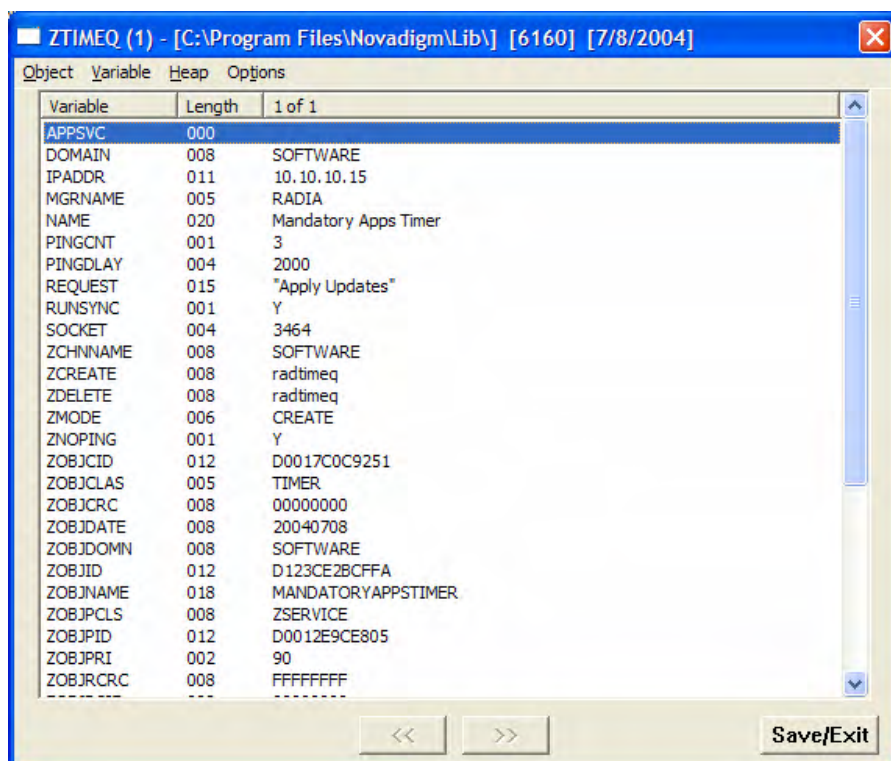 ZTIMEQ (1) - [C:\Program Files\Novadigm\Lib\] [6160] [7/8/2004]
Object Variable Heap Options
Variable Length 1 of 1
APPSVC 000
DOMAIN 008 SOFTWARE
IPADDR 011 10.10.10.15
MGRNAME 005 RADIA
NAME 020 Mandatory Apps Timer
PINGCNT 001 3
PINGDLAY 004 2000
REQUEST 015 "Apply Updates"
RUNSYNC 001 Y
SOCKET 004 3464
ZCHNNAME 008 SOFTWARE
ZCREATE 008 radtimeq
ZDELETE 008 radtimeq
ZMODE 006 CREATE
ZNOPING 001 Y
ZOBJCID 012 D0017C0C9251
ZOBJCLAS 005 TIMER
ZOBJCRC 008 00000000
ZOBJDATE 008 20040708
ZOBJDOMN 008 SOFTWARE
ZOBJID 012 D123CE2BCFFA
ZOBJNAME 018 MANDATORYAPPSTIMER
ZOBJPCLS 008 ZSERVICE
ZOBJPID 012 D0012E9CE805
ZOBJPRI 002 90
ZOBJRCRC 008 FFFFFFFF
<< >> Save/Exit